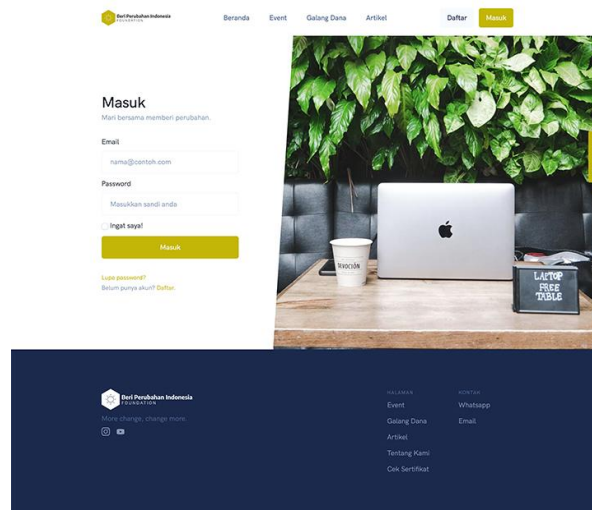 Beri Perubahan Indonesia
FOUNDATION
Beranda
Event
Galang Dana
Artikel
Daftar
Masuk
Masuk
Mari bersama memberi perubahan.
Email
nama@contoh.com
Password
Masukkan sandi anda
Ingat saya!
Masuk
Lupa password?
Belum punya akun? Daftar.
DEVOCIÓN
LAPTOP
FREE
TABLE
Beri Perubahan Indonesia
FOUNDATION
More change, change more.
HALAMAN
Event
Galang Dana
Artikel
Tentang Kami
Cek Sertifikat
KONTAK
Whatsapp
Email